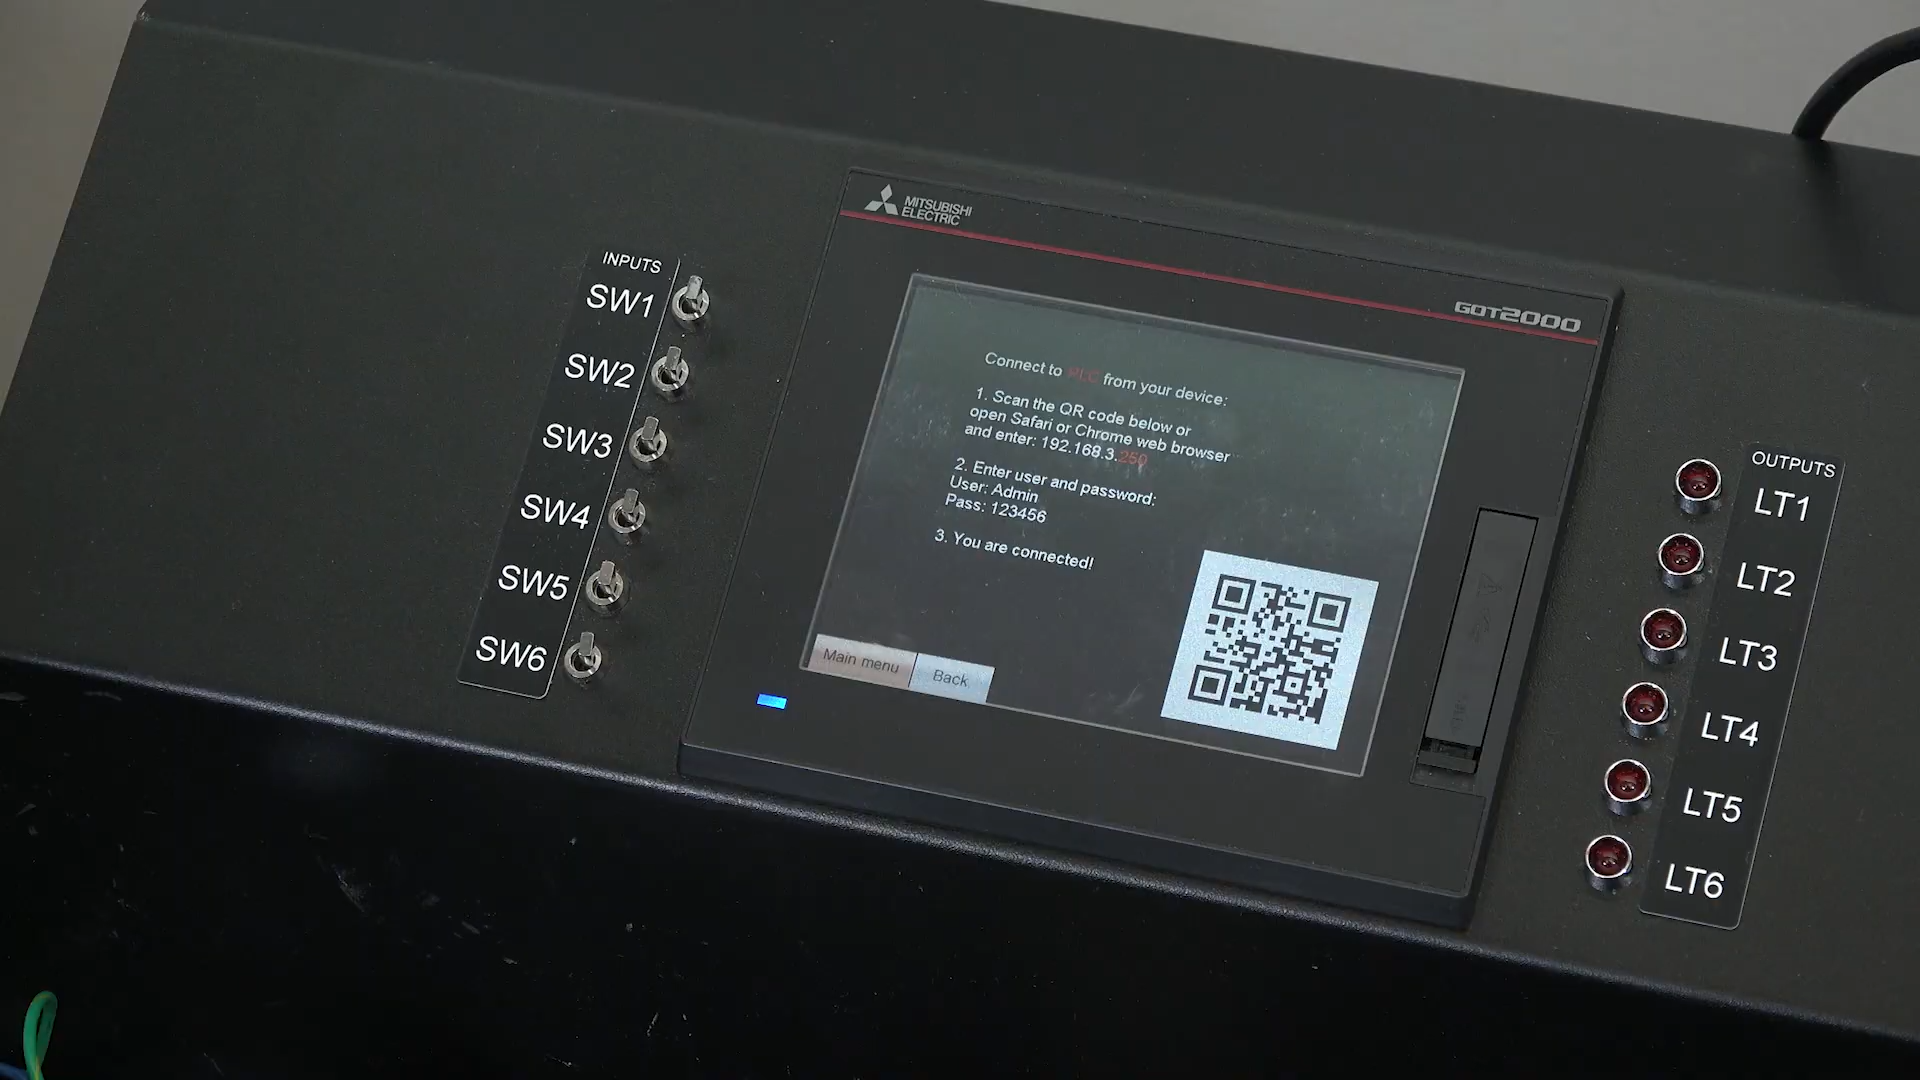 MITSUBISHI
ELECTRIC
GOT2000
INPUTS
SW1
SW2
SW3
SW4
SW5
SW6
Connect to PLC from your device:
1. Scan the QR code below or
open Safari or Chrome web browser
and enter: 192.168.3.250
2. Enter user and password:
User: Admin
Pass: 123456
3. You are connected!
Main menu
Back
OUTPUTS
LT1
LT2
LT3
LT4
LT5
LT6